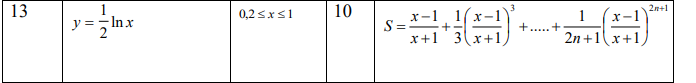 13 y = 1/2 ln x 0,2 ≤ x ≤ 1 10 S = (x−1)/(x+1) + 1/3((x−1)/(x+1))^3 + ..... + 1/(2n+1)((x−1)/(x+1))^(2n+1)